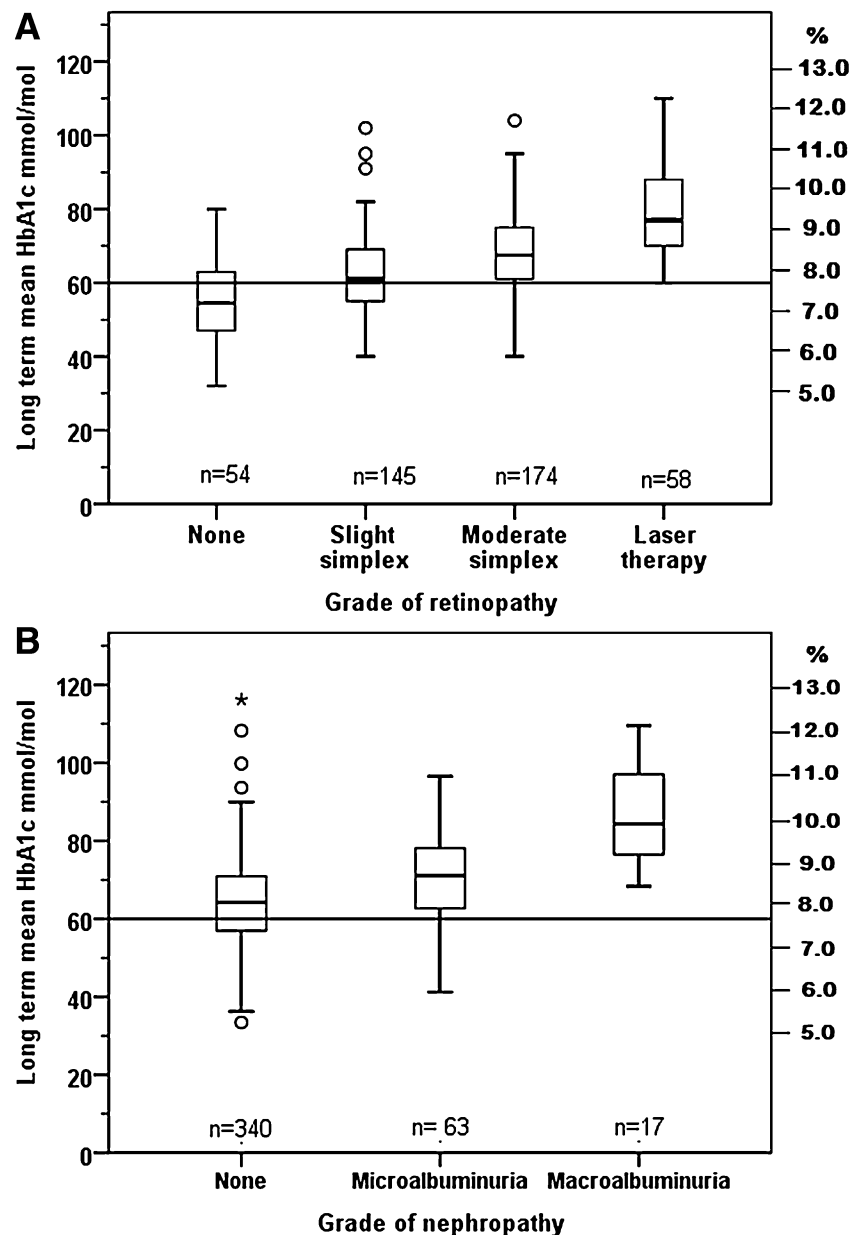 A
%
Long term mean HbA1c mmol/mol
120
100
80
60
40
20
0
13.0
12.0
11.0
10.0
9.0
8.0
7.0
6.0
5.0
n=54
n=145
n=174
n=58
None
Slight
simplex
Moderate
simplex
Laser
therapy
Grade of retinopathy
B
%
Long term mean HbA1c mmol/mol
120
100
80
60
40
20
0
13.0
12.0
11.0
10.0
9.0
8.0
7.0
6.0
5.0
n=340
n= 63
n=17
None
Microalbuminuria
Macroalbuminuria
Grade of nephropathy